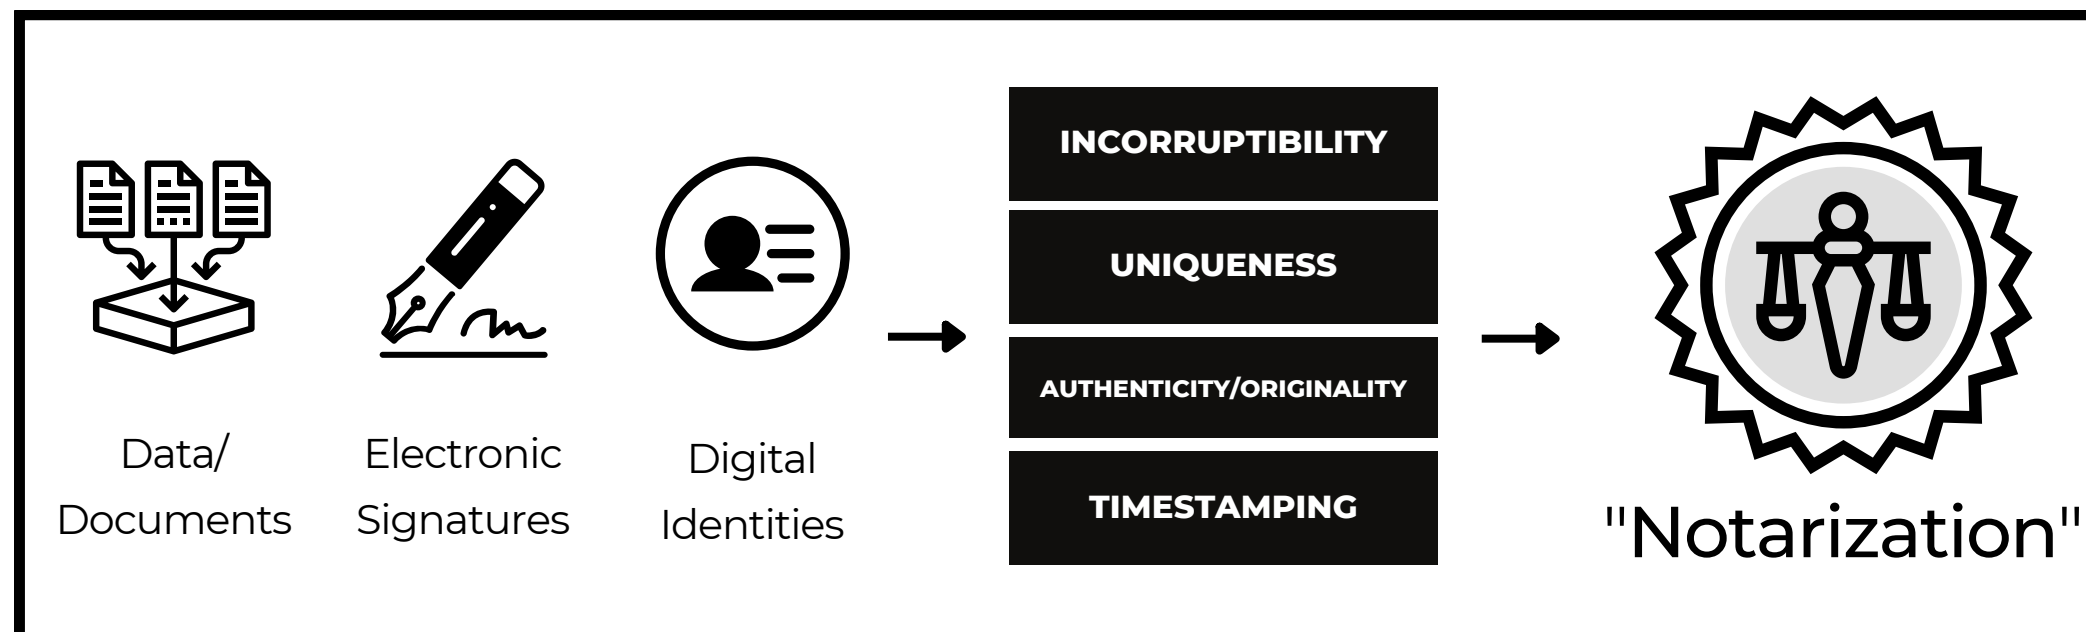 Data/
Documents
Electronic
Signatures
Digital
Identities
INCORRUPTIBILITY
UNIQUENESS
AUTHENTICITY/ORIGINALITY
TIMESTAMPING
"Notarization"